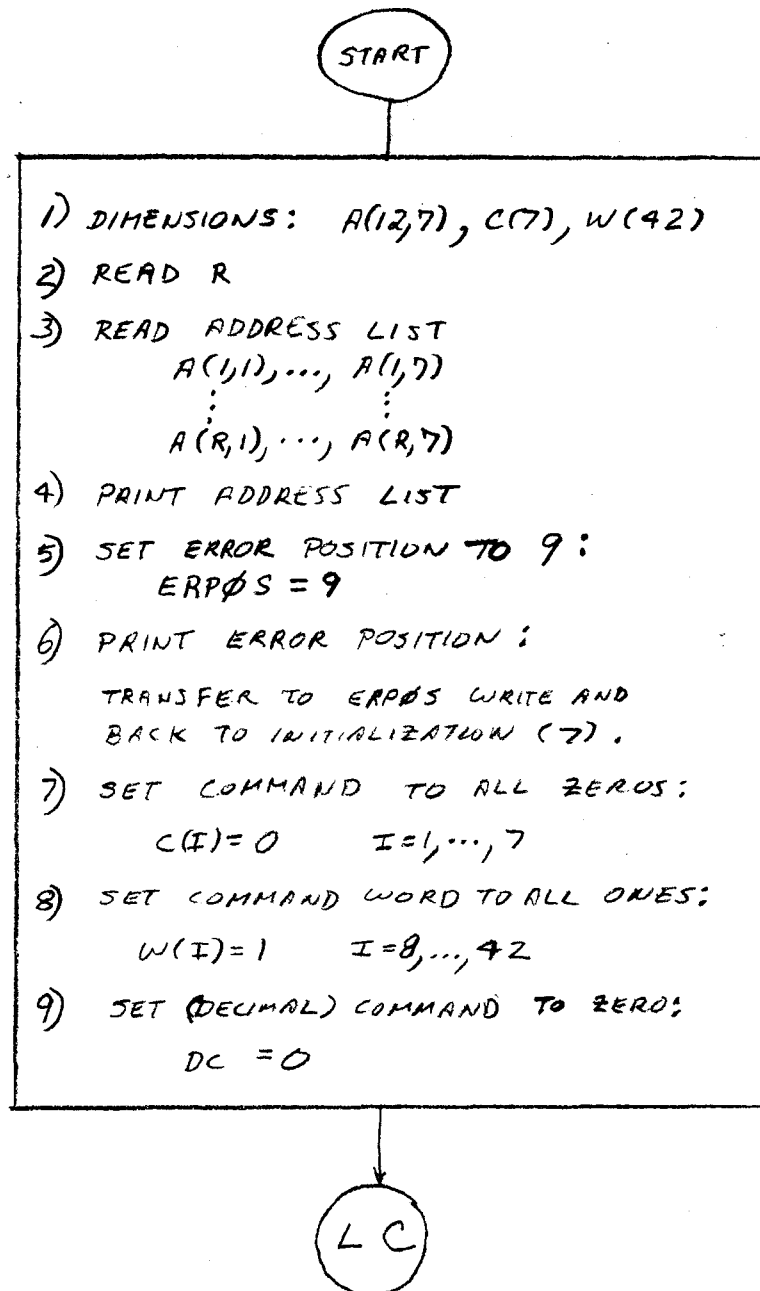 START
1) DIMENSIONS: A(12,7), C(7), W(42)
2) READ R
3) READ ADDRESS LIST
A(1,1),..., A(1,7)
⋮ ⋮
A(R,1),..., A(R,7)
4) PRINT ADDRESS LIST
5) SET ERROR POSITION TO 9:
ERPØS = 9
6) PRINT ERROR POSITION:
TRANSFER TO ERPØS WRITE AND
BACK TO INITIALIZATION (7).
7) SET COMMAND TO ALL ZEROS:
C(I)=0 I=1,...,7
8) SET COMMAND WORD TO ALL ONES:
W(I)=1 I=8,...,42
9) SET (DECIMAL) COMMAND TO ZERO:
DC =0
LC